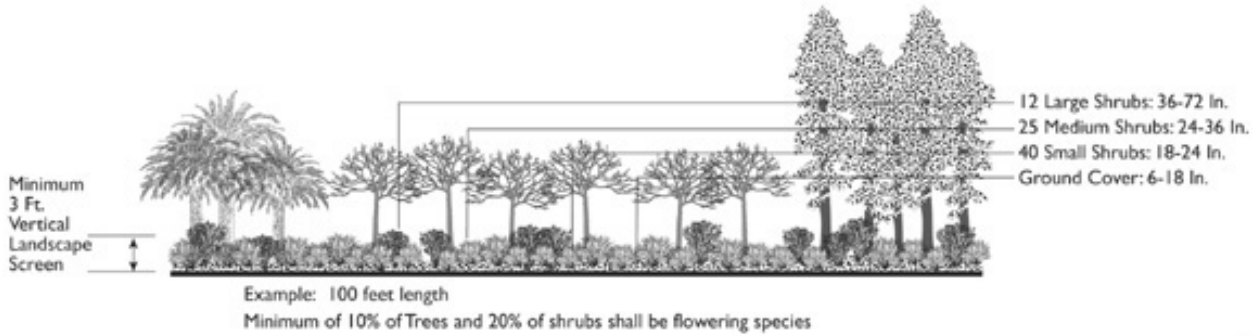 12 Large Shrubs: 36-72 In.
25 Medium Shrubs: 24-36 In.
40 Small Shrubs: 18-24 In.
Ground Cover: 6-18 In.
Minimum
3 Ft.
Vertical
Landscape
Screen
Example: 100 feet length
Minimum of 10% of Trees and 20% of shrubs shall be flowering species